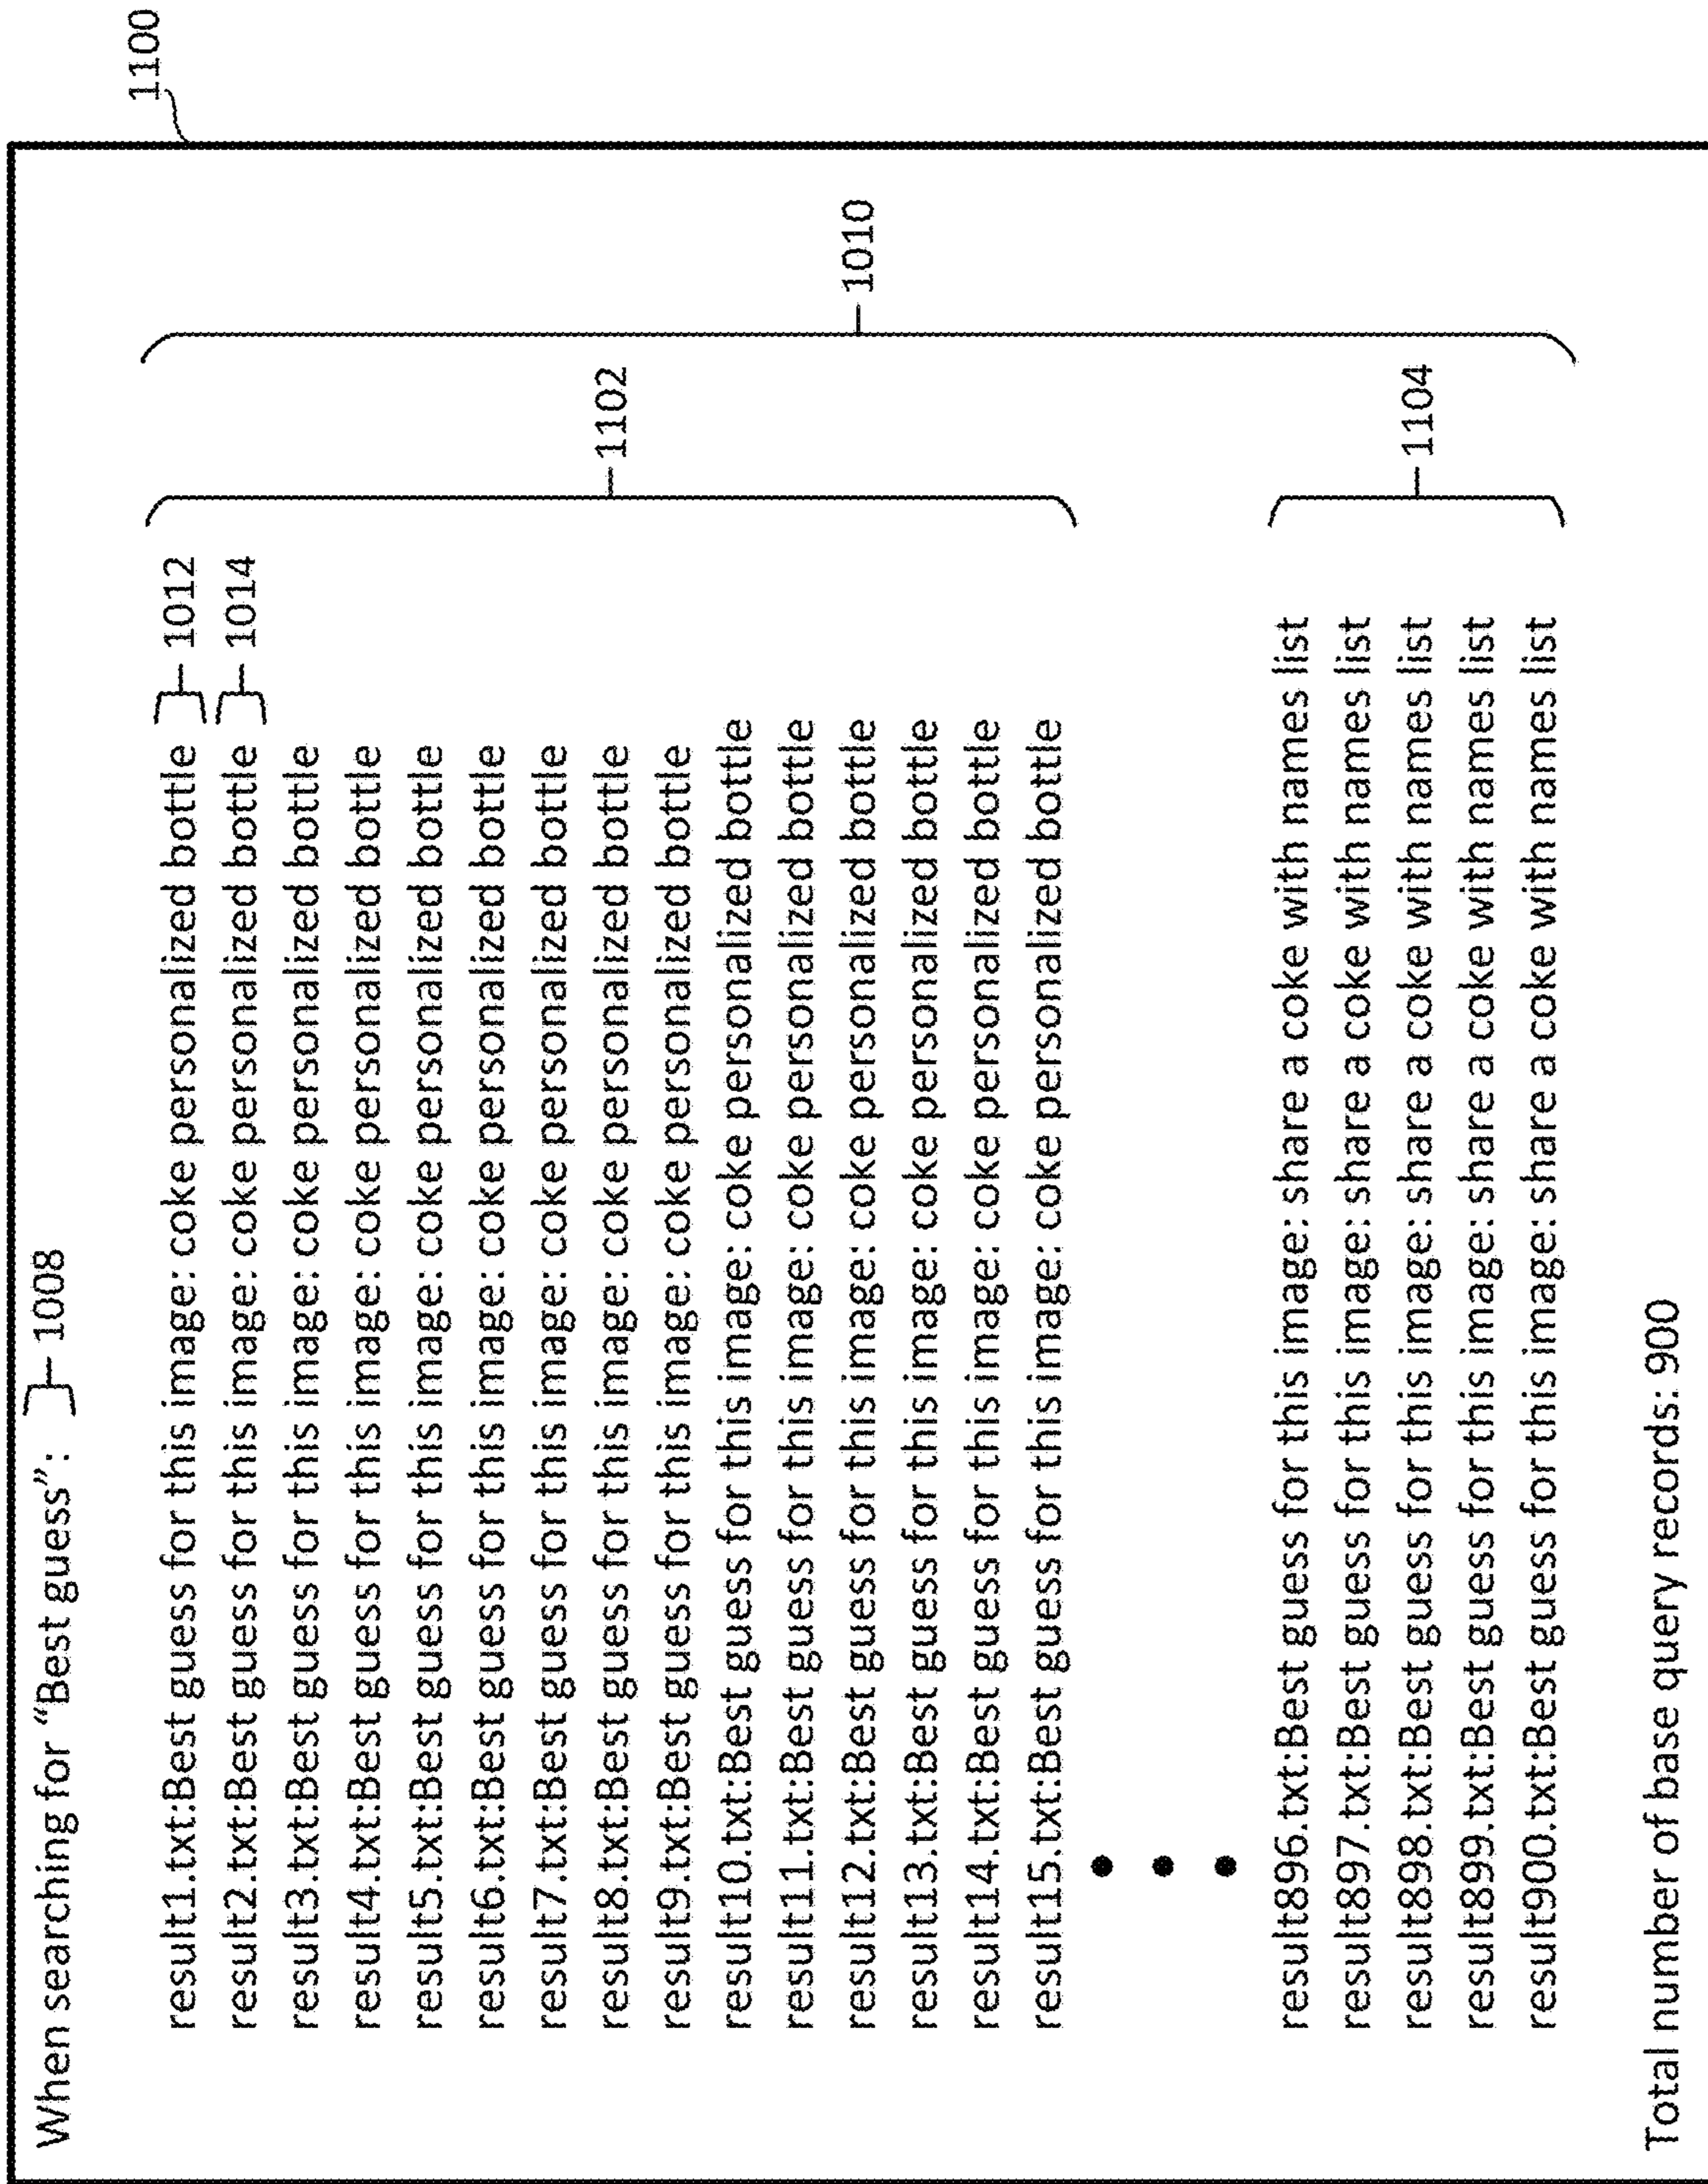 1100
When searching for “Best guess”: 1008
result1.txt:Best guess for this image: coke personalized bottle 1012
result2.txt:Best guess for this image: coke personalized bottle 1014
result3.txt:Best guess for this image: coke personalized bottle
result4.txt:Best guess for this image: coke personalized bottle
result5.txt:Best guess for this image: coke personalized bottle
result6.txt:Best guess for this image: coke personalized bottle
result7.txt:Best guess for this image: coke personalized bottle
result8.txt:Best guess for this image: coke personalized bottle
result9.txt:Best guess for this image: coke personalized bottle
result10.txt:Best guess for this image: coke personalized bottle
result11.txt:Best guess for this image: coke personalized bottle
result12.txt:Best guess for this image: coke personalized bottle
result13.txt:Best guess for this image: coke personalized bottle
result14.txt:Best guess for this image: coke personalized bottle
result15.txt:Best guess for this image: coke personalized bottle
1102
1010
result896.txt:Best guess for this image: share a coke with names list
result897.txt:Best guess for this image: share a coke with names list
result898.txt:Best guess for this image: share a coke with names list
result899.txt:Best guess for this image: share a coke with names list
result900.txt:Best guess for this image: share a coke with names list
1104
Total number of base query records: 900